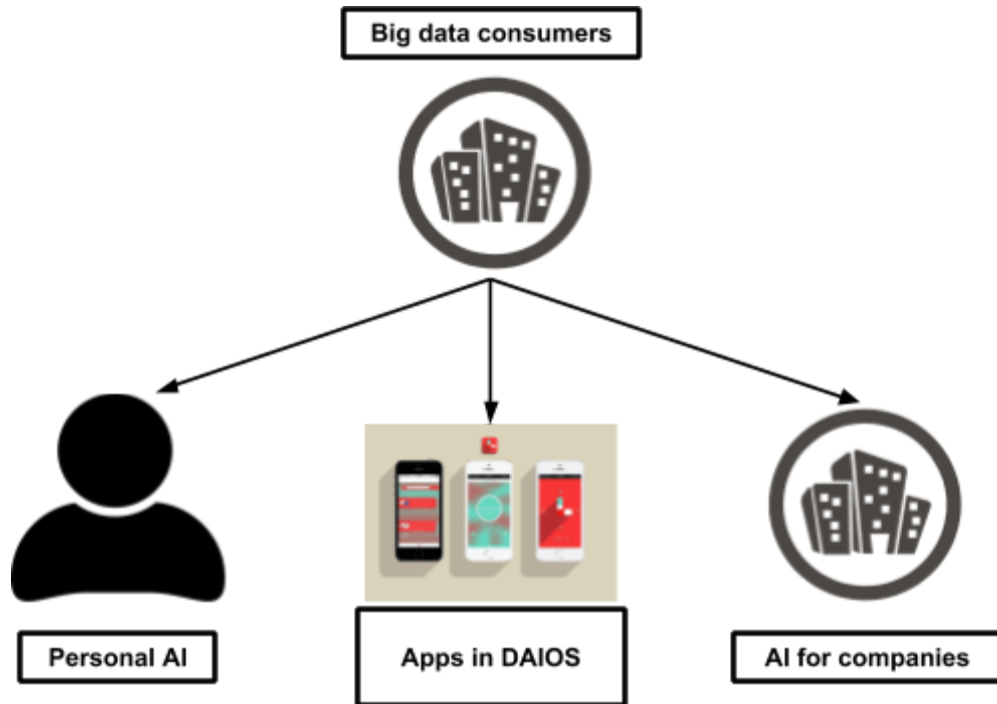 Big data consumers
Personal AI
Apps in DAIOS
AI for companies